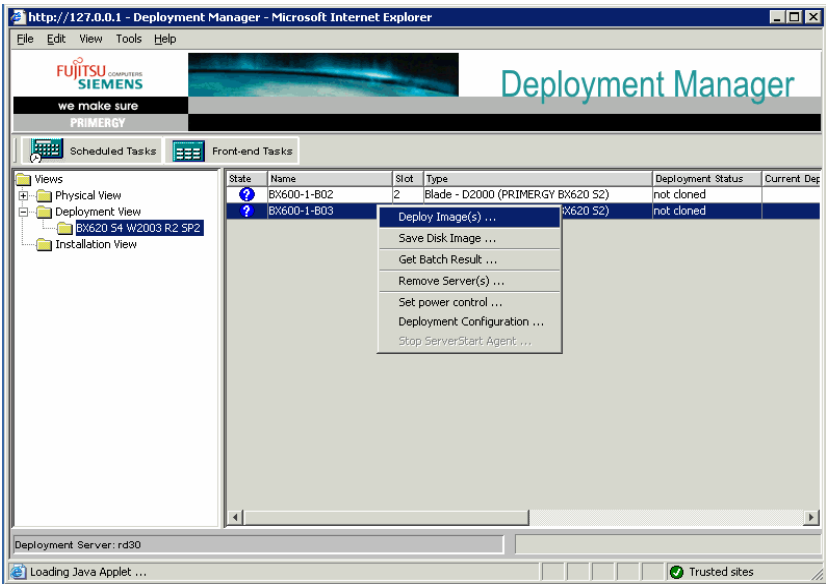 http://127.0.0.1 - Deployment Manager - Microsoft Internet Explorer
File Edit View Tools Help
FUJITSU COMPUTERS
SIEMENS
Deployment Manager
we make sure
PRIMERGY
Scheduled Tasks Front-end Tasks
Views
Physical View
Deployment View
BX620 S4 W2003 R2 SP2
Installation View
State Name Slot Type Deployment Status Current Dep
BX600-1-B02 2 Blade - D2000 (PRIMERGY BX620 S2) not cloned
BX600-1-B03 BX620 S2) not cloned
Deploy Image(s) ...
Save Disk Image ...
Get Batch Result ...
Remove Server(s) ...
Set power control ...
Deployment Configuration ...
Stop ServerStart Agent ...
Deployment Server: rd30
Loading Java Applet ... Trusted sites